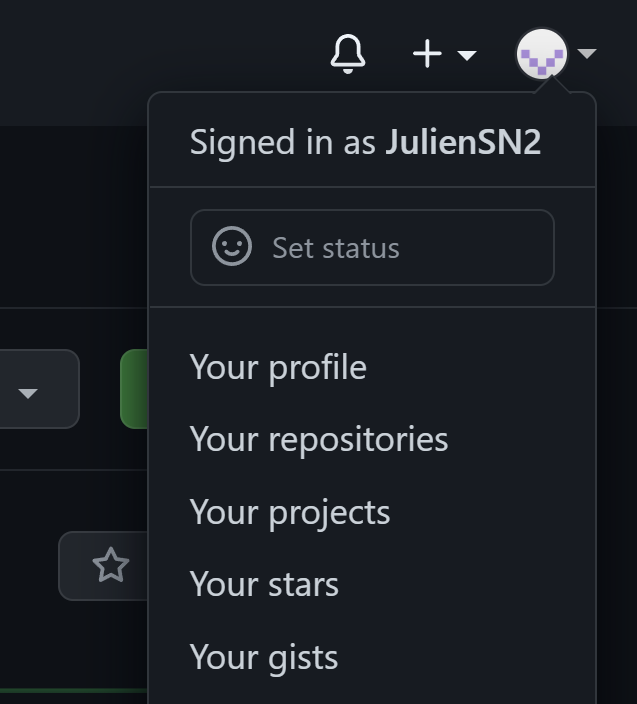 Signed in as JulienSN2
Set status
Your profile
Your repositories
Your projects
Your stars
Your gists